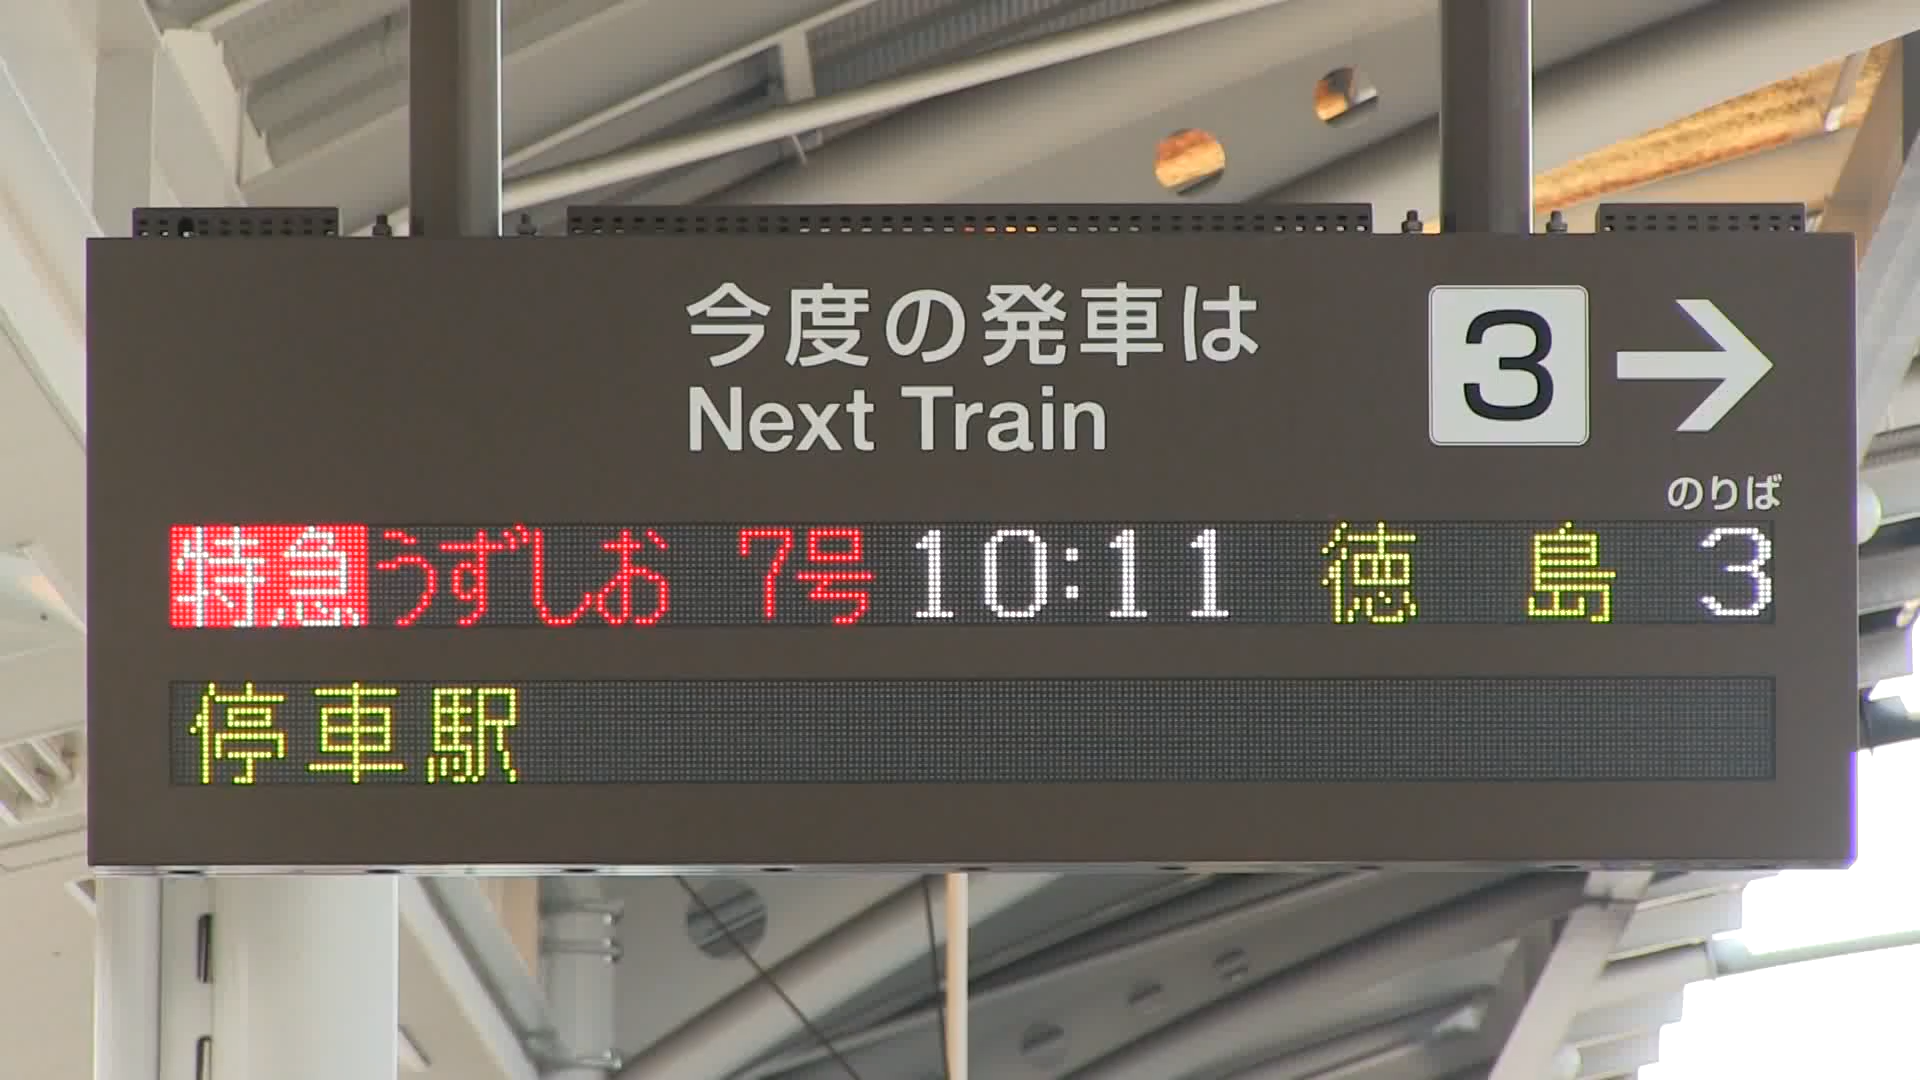 今度の発車は
Next Train
3
のりば
特急うずしお 7号 10:11 徳 島 3
停車駅